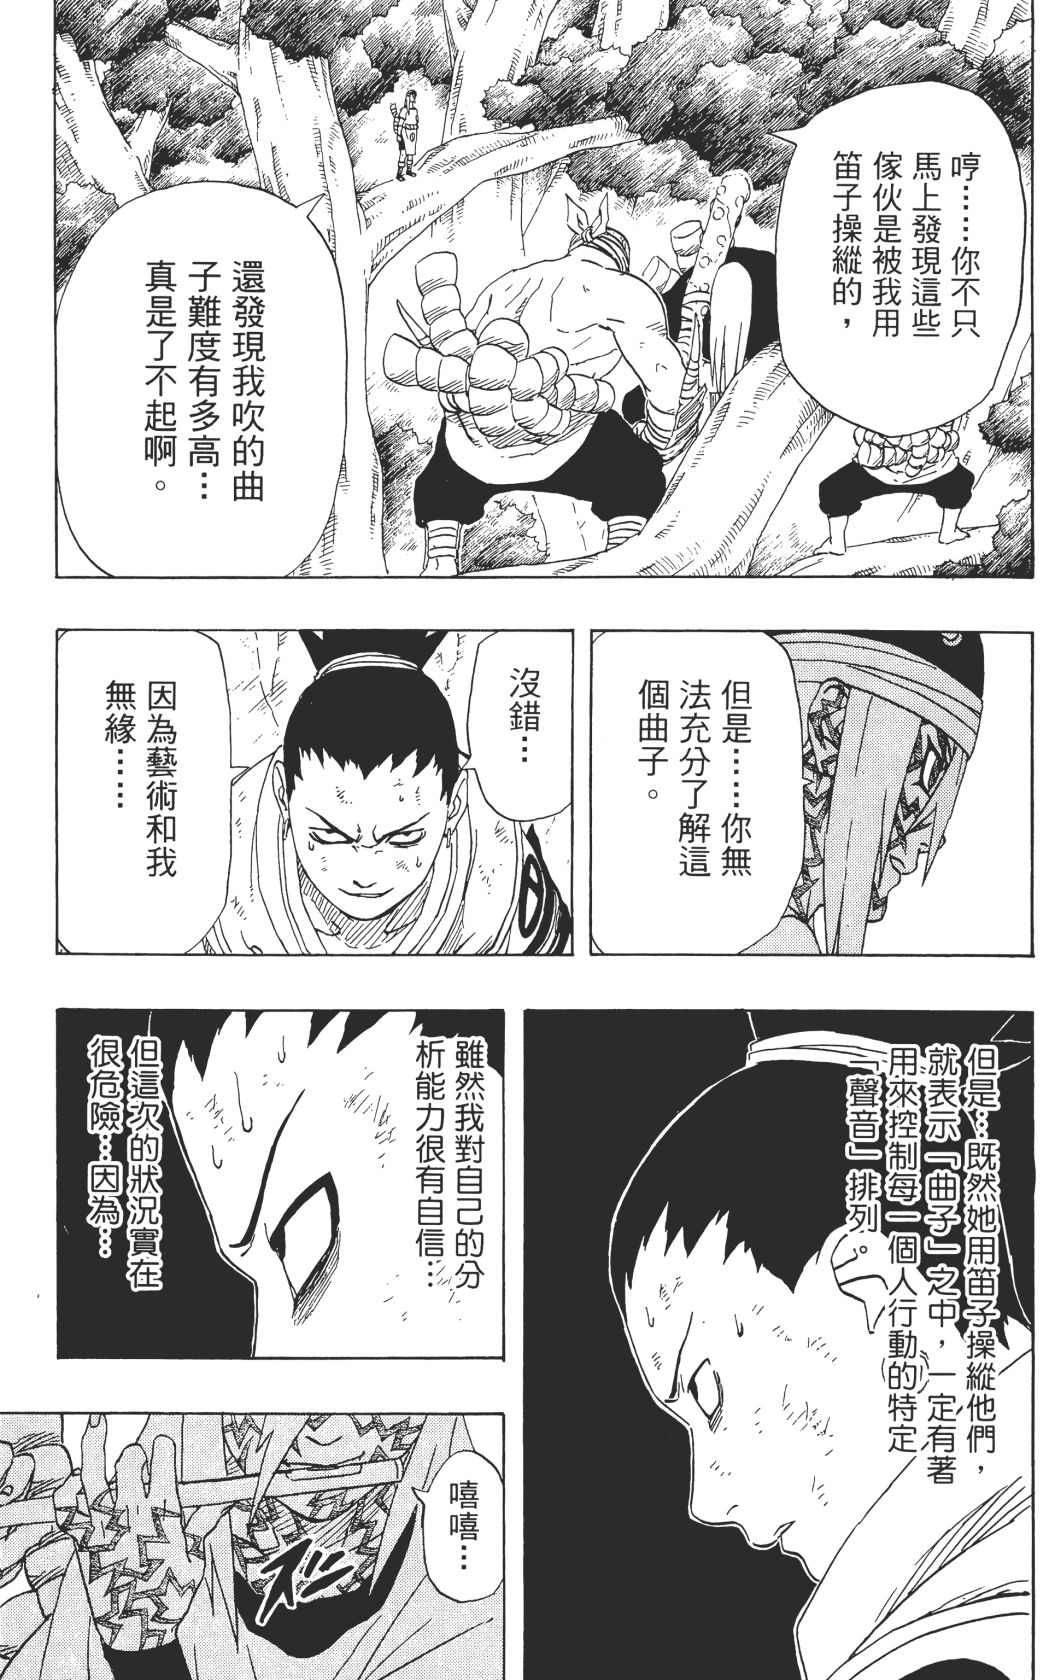 哼……你不只
馬上發現這些
傢伙是被我用
笛子操縱的，
還發現我吹的曲
子難度有多高…
真是了不起啊。
但是……你無
法充分了解這
個曲子。
沒錯…
因為藝術和我
無緣……
但是…既然她用笛子操縱他們，
就表示「曲子」之中，一定有著
用來控制每一個人行動的特定
「聲音」排列。
雖然我對自己的分
析能力很有自信…
但這次的狀況實在
很危險…因為…
嘻嘻…
ズッ